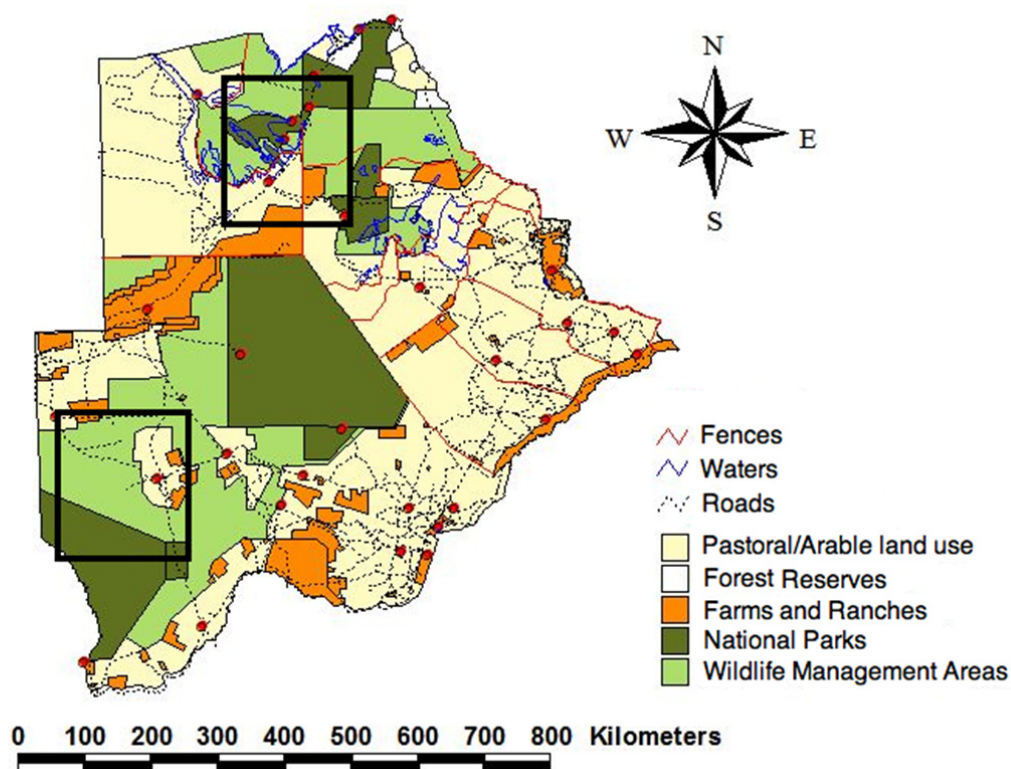 N
W E
S
Fences
Waters
Roads
Pastoral/Arable land use
Forest Reserves
Farms and Ranches
National Parks
Wildlife Management Areas
0 100 200 300 400 500 600 700 800 Kilometers